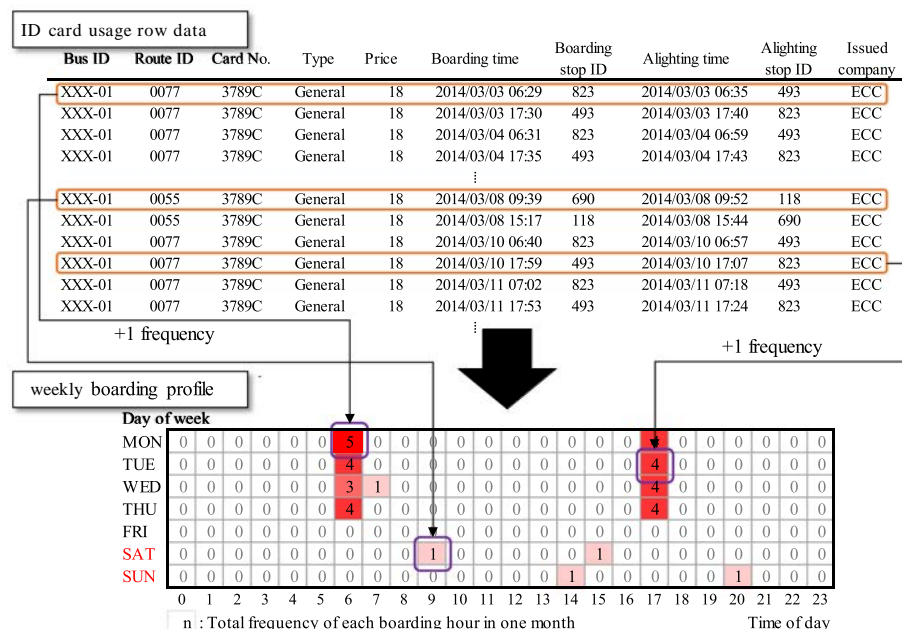 ID card usage row data
Bus ID Route ID Card No. Type Price Boarding time Boarding stop ID Alighting time Alighting stop ID Issued company
XXX-01 0077 3789C General 18 2014/03/03 06:29 823 2014/03/03 06:35 493 ECC
XXX-01 0077 3789C General 18 2014/03/03 17:30 493 2014/03/03 17:40 823 ECC
XXX-01 0077 3789C General 18 2014/03/04 06:31 823 2014/03/04 06:59 493 ECC
XXX-01 0077 3789C General 18 2014/03/04 17:35 493 2014/03/04 17:43 823 ECC
⋮
XXX-01 0055 3789C General 18 2014/03/08 09:39 690 2014/03/08 09:52 118 ECC
XXX-01 0055 3789C General 18 2014/03/08 15:17 118 2014/03/08 15:44 690 ECC
XXX-01 0077 3789C General 18 2014/03/10 06:40 823 2014/03/10 06:57 493 ECC
XXX-01 0077 3789C General 18 2014/03/10 17:59 493 2014/03/10 17:07 823 ECC
XXX-01 0077 3789C General 18 2014/03/11 07:02 823 2014/03/11 07:18 493 ECC
XXX-01 0077 3789C General 18 2014/03/11 17:53 493 2014/03/11 17:24 823 ECC
⋮
+1 frequency
+1 frequency
weekly boarding profile
Day of week
MON 0 0 0 0 0 0 5 0 0 0 0 0 0 0 0 0 0 0 0 0 0 0 0
TUE 0 0 0 0 0 0 4 0 0 0 0 0 0 0 0 0 0 4 0 0 0 0 0 0
WED 0 0 0 0 0 0 3 1 0 0 0 0 0 0 0 0 0 4 0 0 0 0 0 0
THU 0 0 0 0 0 0 4 0 0 0 0 0 0 0 0 0 0 4 0 0 0 0 0 0
FRI 0 0 0 0 0 0 0 0 0 0 0 0 0 0 0 0 0 0 0 0 0 0 0 0
SAT 0 0 0 0 0 0 0 0 0 1 0 0 0 0 0 1 0 0 0 0 0 0 0 0
SUN 0 0 0 0 0 0 0 0 0 0 0 0 0 0 1 0 0 0 0 0 1 0 0 0
0 1 2 3 4 5 6 7 8 9 10 11 12 13 14 15 16 17 18 19 20 21 22 23
n : Total frequency of each boarding hour in one month Time of day